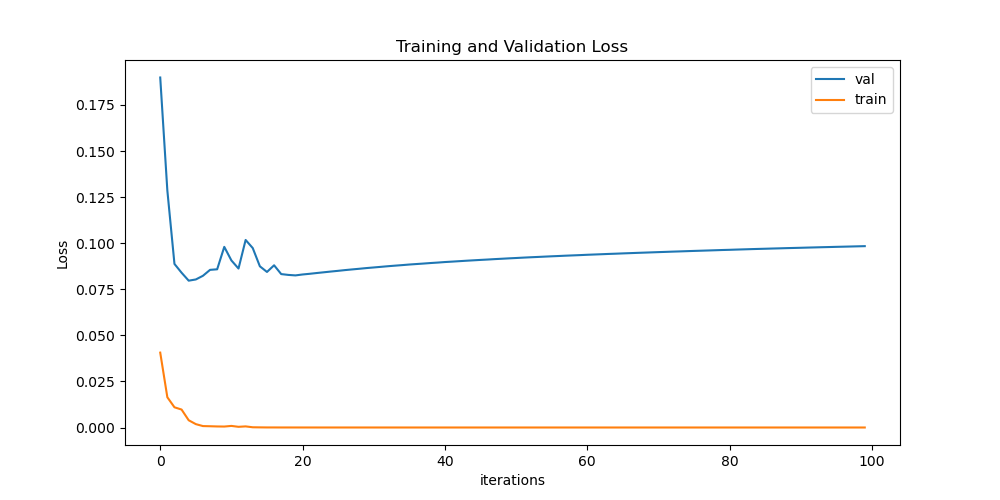 Training and Validation Loss
val
train
0.175
0.150
0.125
0.100
0.075
0.050
0.025
0.000
Loss
0 20 40 60 80 100
iterations